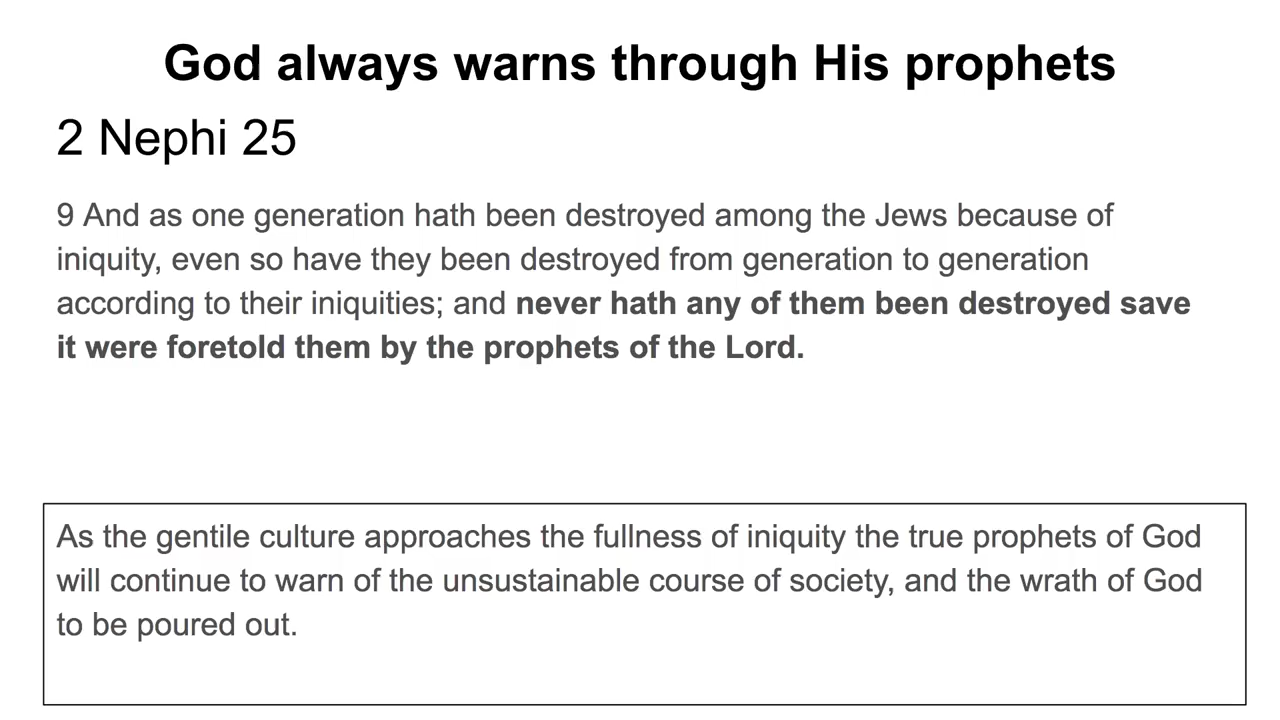 God always warns through His prophets
2 Nephi 25
9 And as one generation hath been destroyed among the Jews because of
iniquity, even so have they been destroyed from generation to generation
according to their iniquities; and never hath any of them been destroyed save
it were foretold them by the prophets of the Lord.
As the gentile culture approaches the fullness of iniquity the true prophets of God
will continue to warn of the unsustainable course of society, and the wrath of God
to be poured out.